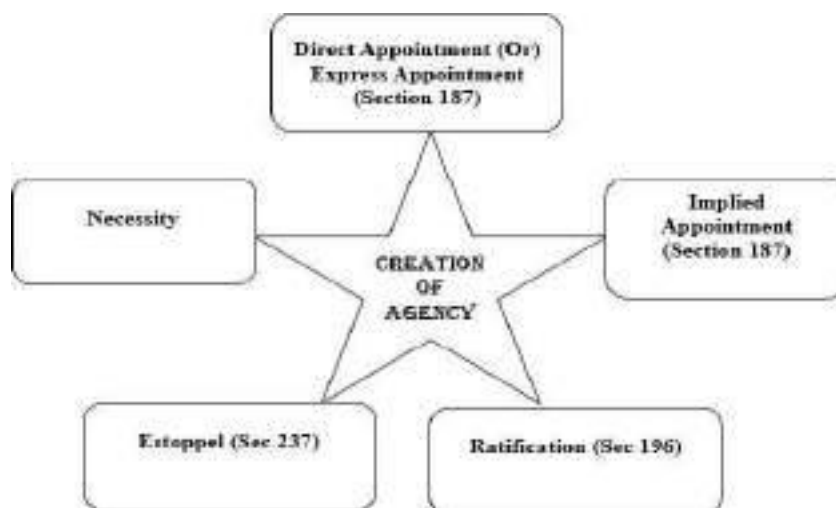 Direct Appointment (Or)
Express Appointment
(Section 187)
Necessity
Implied
Appointment
(Section 187)
CREATION
OF
AGENCY
Estoppel (Sec 237)
Ratification (Sec 196)